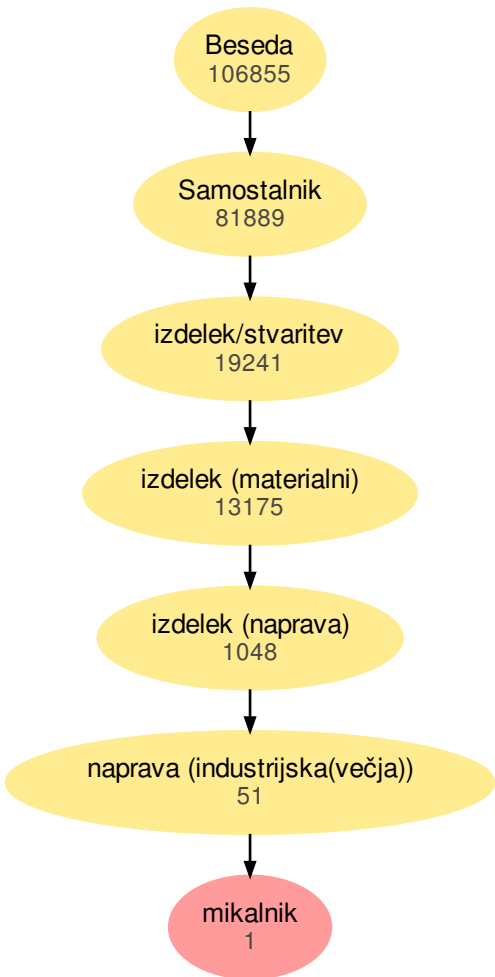 Beseda
106855
Samostalnik
81889
izdelek/stvaritev
19241
izdelek (materialni)
13175
izdelek (naprava)
1048
naprava (industrijska(večja))
51
mikalnik
1